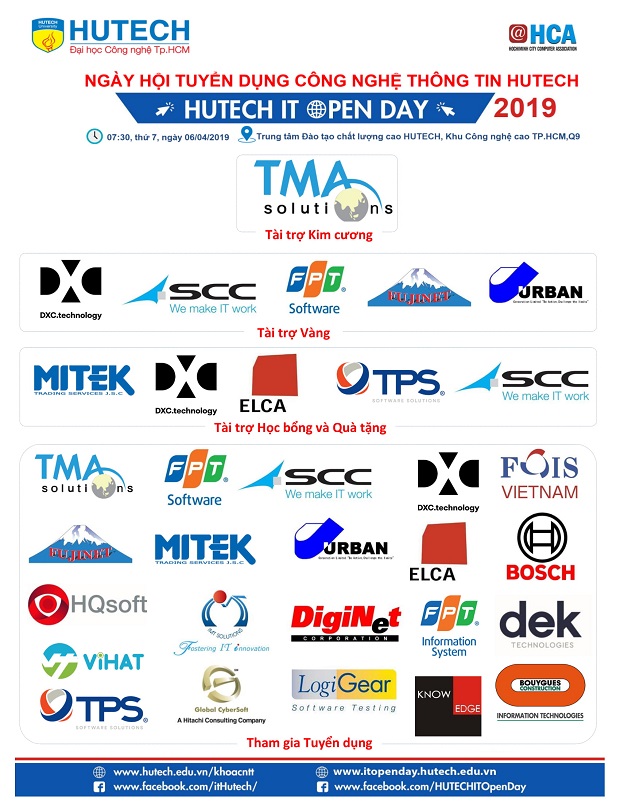 HUTECH
Đại học Công nghệ Tp.HCM
@HCA
HOCHIMINH CITY COMPUTER ASSOCIATION
NGÀY HỘI TUYỂN DỤNG CÔNG NGHỆ THÔNG TIN HUTECH
HUTECH IT OPEN DAY 2019
07:30, thứ 7, ngày 06/04/2019
Trung tâm Đào tạo chất lượng cao HUTECH, Khu Công nghệ cao TP.HCM,Q9
TMA
solutions
Tài trợ Kim cương
DXC.technology
SCC
We make IT work
FPT
Software
FUJINET
URBAN
Tài trợ Vàng
MITEK
TRADING SERVICES J.S.C
DXC.technology
ELCA
TPS
SOFTWARE SOLUTIONS
SCC
We make IT work
Tài trợ Học bổng và Quà tặng
TMA
solutions
FPT
Software
SCC
We make IT work
DXC.technology
FOIS
VIETNAM
FUJINET
MITEK
TRADING SERVICES J.S.C
URBAN
ELCA
BOSCH
HQsoft
Fostering IT innovation
DigiNet
CORPORATION
FPT
Information
System
dek
TECHNOLOGIES
ViHAT
TPS
SOFTWARE SOLUTIONS
Global CyberSoft
A Hitachi Consulting Company
LogiGear
Software Testing
KNOW
EDGE
BOUYGUES
CONSTRUCTION
INFORMATION TECHNOLOGIES
Tham gia Tuyển dụng
www.hutech.edu.vn/khoacntt
www.itopenday.hutech.edu.vn
www.facebook.com/itHutech/
www.facebook.com/HUTECHITOpenDay